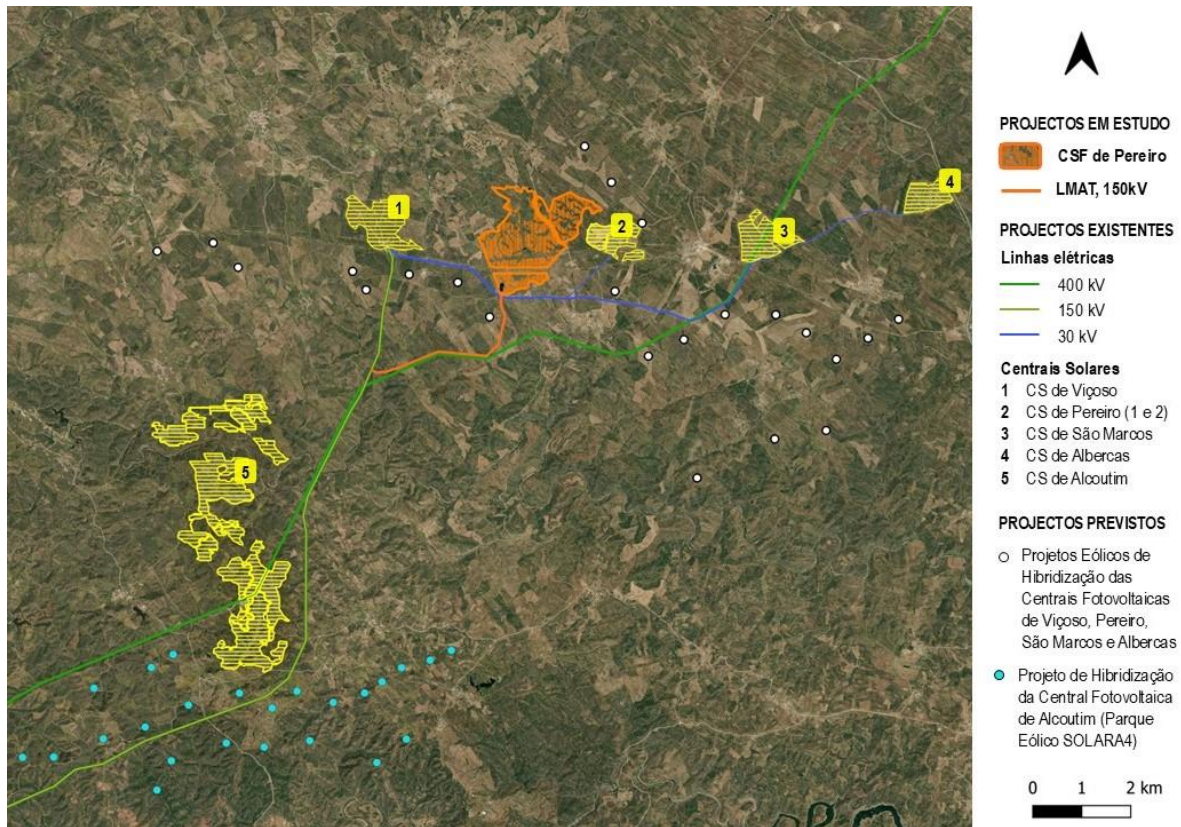 1
2
3
4
5
PROJECTOS EM ESTUDO
CSF de Pereiro
LMAT, 150kV
PROJECTOS EXISTENTES
Linhas elétricas
400 kV
150 kV
30 kV
Centrais Solares
1 CS de Viçoso
2 CS de Pereiro (1 e 2)
3 CS de São Marcos
4 CS de Albercas
5 CS de Alcoutim
PROJECTOS PREVISTOS
Projetos Eólicos de
Hibridização das
Centrais Fotovoltaicas
de Viçoso, Pereiro,
São Marcos e Albercas
Projeto de Hibridização
da Central Fotovoltaica
de Alcoutim (Parque
Eólico SOLARA4)
0 1 2 km